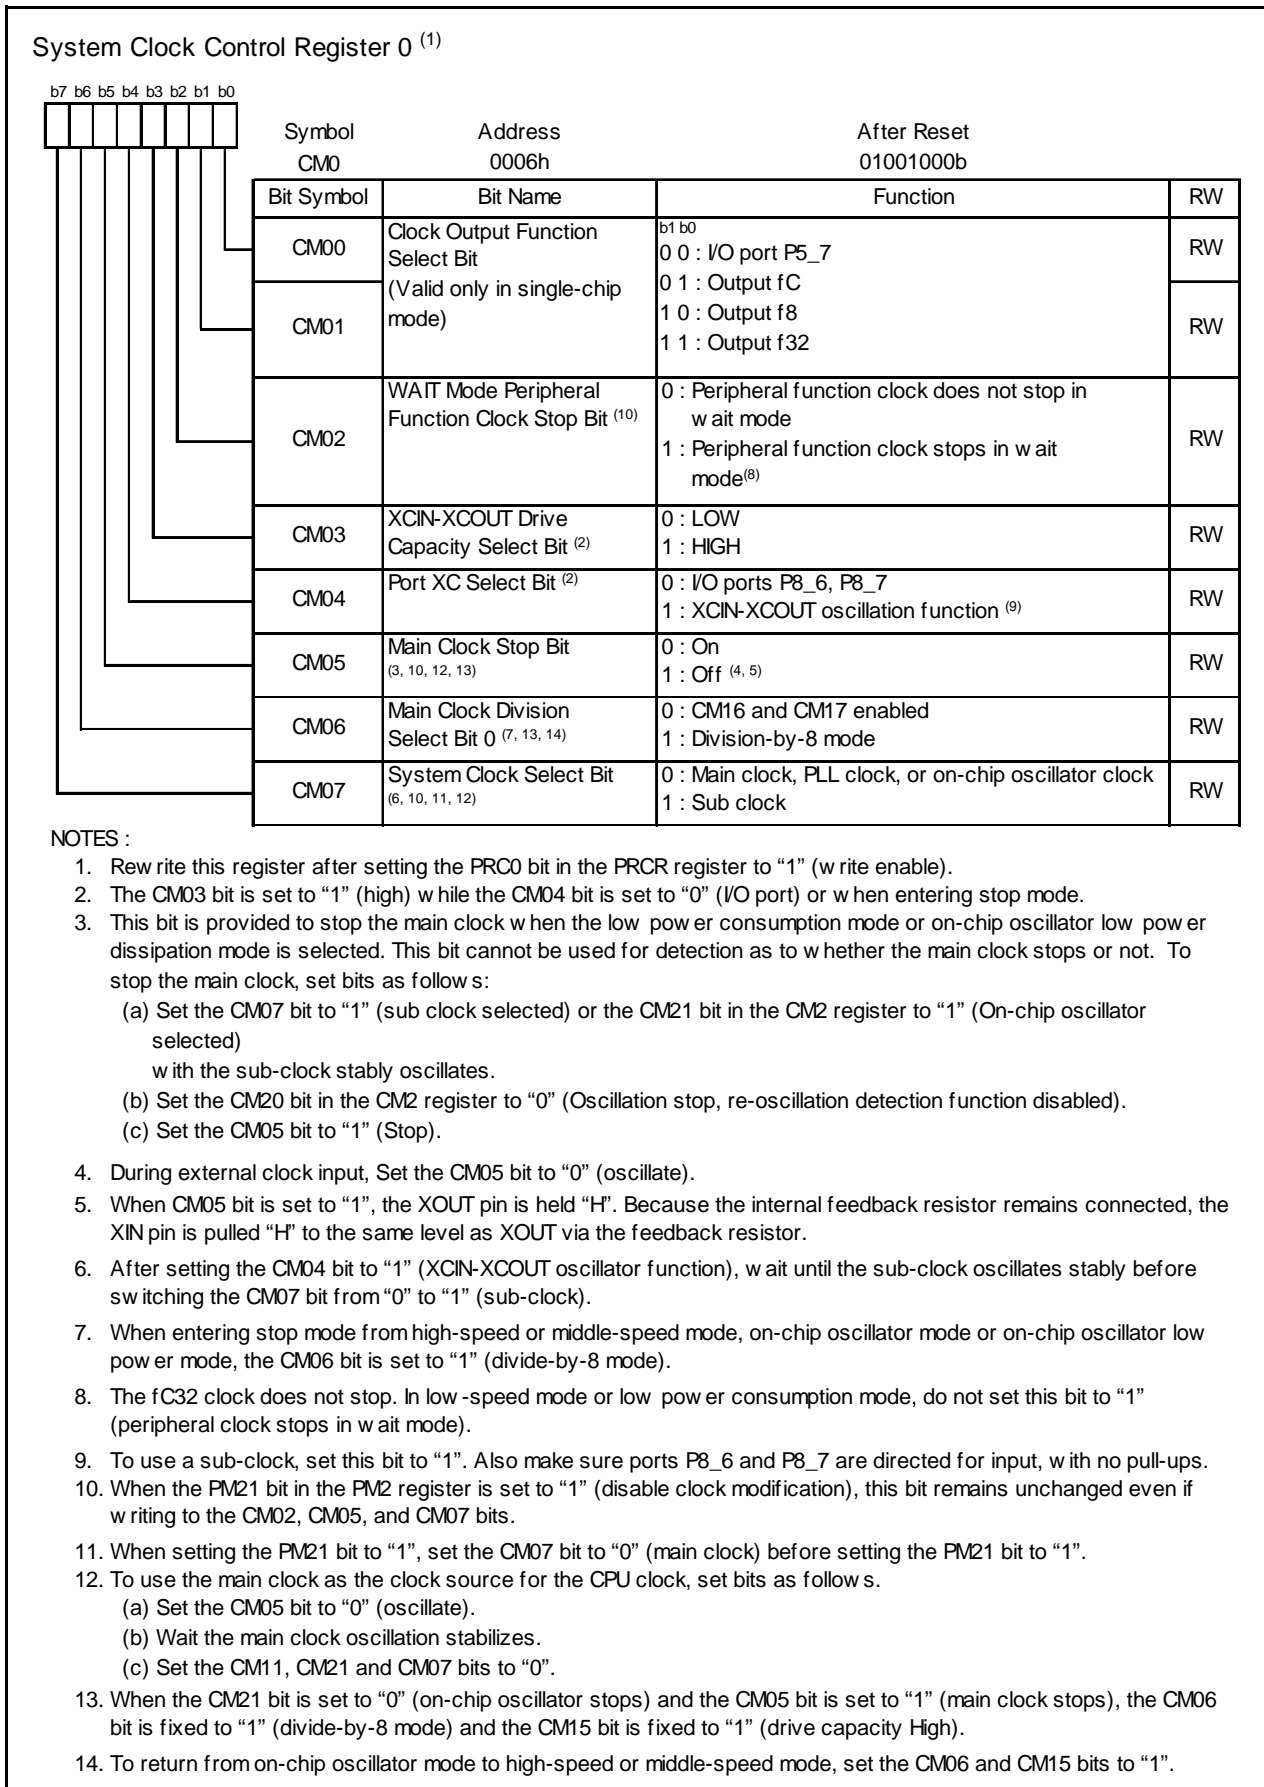 System Clock Control Register 0 (1)
b7 b6 b5 b4 b3 b2 b1 b0
Symbol Address After Reset
CM0 0006h 01001000b
Bit Symbol Bit Name Function RW
CM00 Clock Output Function Select Bit (Valid only in single-chip mode) b1 b0 RW
0 0 : I/O port P5_7
0 1 : Output fC
CM01 1 0 : Output f8 RW
1 1 : Output f32
CM02 WAIT Mode Peripheral Function Clock Stop Bit (10) 0 : Peripheral function clock does not stop in wait mode RW
1 : Peripheral function clock stops in wait mode(8)
CM03 XCIN-XCOUT Drive Capacity Select Bit (2) 0 : LOW RW
1 : HIGH
CM04 Port XC Select Bit (2) 0 : I/O ports P8_6, P8_7 RW
1 : XCIN-XCOUT oscillation function (9)
CM05 Main Clock Stop Bit (3, 10, 12, 13) 0 : On RW
1 : Off (4, 5)
CM06 Main Clock Division Select Bit 0 (7, 13, 14) 0 : CM16 and CM17 enabled RW
1 : Division-by-8 mode
CM07 System Clock Select Bit (6, 10, 11, 12) 0 : Main clock, PLL clock, or on-chip oscillator clock RW
1 : Sub clock
NOTES :
1. Rewrite this register after setting the PRC0 bit in the PRCR register to “1” (write enable).
2. The CM03 bit is set to “1” (high) while the CM04 bit is set to “0” (I/O port) or when entering stop mode.
3. This bit is provided to stop the main clock when the low power consumption mode or on-chip oscillator low power
dissipation mode is selected. This bit cannot be used for detection as to whether the main clock stops or not. To
stop the main clock, set bits as follows:
(a) Set the CM07 bit to “1” (sub clock selected) or the CM21 bit in the CM2 register to “1” (On-chip oscillator
selected)
with the sub-clock stably oscillates.
(b) Set the CM20 bit in the CM2 register to “0” (Oscillation stop, re-oscillation detection function disabled).
(c) Set the CM05 bit to “1” (Stop).
4. During external clock input, Set the CM05 bit to “0” (oscillate).
5. When CM05 bit is set to “1”, the XOUT pin is held “H”. Because the internal feedback resistor remains connected, the
XIN pin is pulled “H” to the same level as XOUT via the feedback resistor.
6. After setting the CM04 bit to “1” (XCIN-XCOUT oscillator function), wait until the sub-clock oscillates stably before
switching the CM07 bit from “0” to “1” (sub-clock).
7. When entering stop mode from high-speed or middle-speed mode, on-chip oscillator mode or on-chip oscillator low
power mode, the CM06 bit is set to “1” (divide-by-8 mode).
8. The fC32 clock does not stop. In low-speed mode or low power consumption mode, do not set this bit to “1”
(peripheral clock stops in wait mode).
9. To use a sub-clock, set this bit to “1”. Also make sure ports P8_6 and P8_7 are directed for input, with no pull-ups.
10. When the PM21 bit in the PM2 register is set to “1” (disable clock modification), this bit remains unchanged even if
writing to the CM02, CM05, and CM07 bits.
11. When setting the PM21 bit to “1”, set the CM07 bit to “0” (main clock) before setting the PM21 bit to “1”.
12. To use the main clock as the clock source for the CPU clock, set bits as follows.
(a) Set the CM05 bit to “0” (oscillate).
(b) Wait the main clock oscillation stabilizes.
(c) Set the CM11, CM21 and CM07 bits to “0”.
13. When the CM21 bit is set to “0” (on-chip oscillator stops) and the CM05 bit is set to “1” (main clock stops), the CM06
bit is fixed to “1” (divide-by-8 mode) and the CM15 bit is fixed to “1” (drive capacity High).
14. To return from on-chip oscillator mode to high-speed or middle-speed mode, set the CM06 and CM15 bits to “1”.